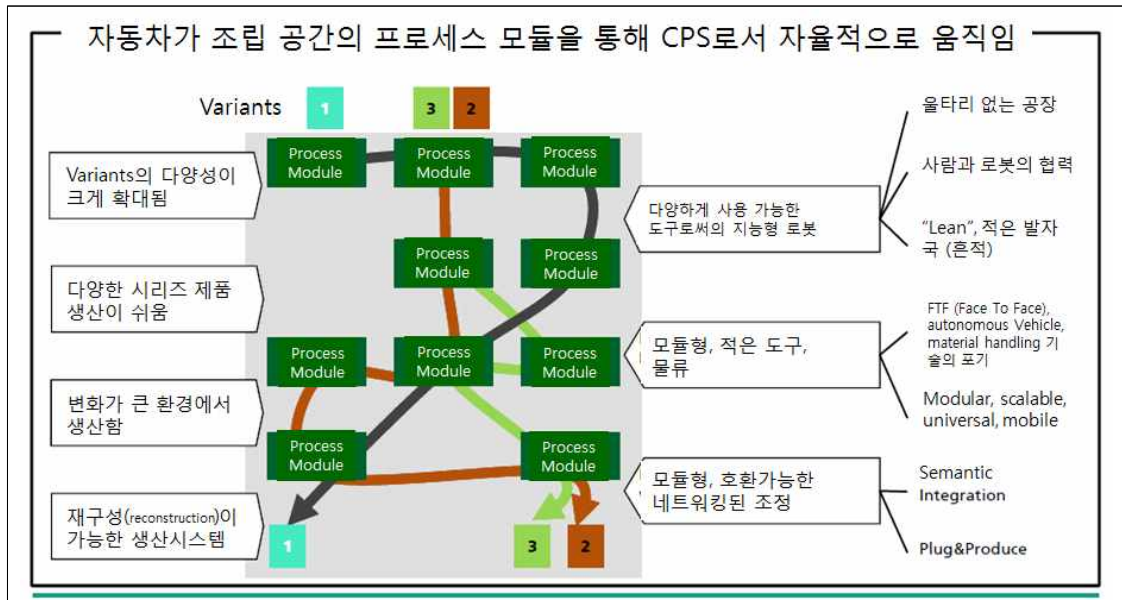 자동차가 조립 공간의 프로세스 모듈을 통해 CPS로서 자율적으로 움직임
Variants
1
3
2
Process
Module
Process
Module
Process
Module
Process
Module
Process
Module
Process
Module
Process
Module
Process
Module
Process
Module
Process
Module
1
3
2
Variants의 다양성이
크게 확대됨
다양한 시리즈 제품
생산이 쉬움
변화가 큰 환경에서
생산함
재구성(reconstruction)이
가능한 생산시스템
다양하게 사용 가능한
도구로써의 지능형 로봇
울타리 없는 공장
사람과 로봇의 협력
“Lean”, 적은 발자
국 (흔적)
모듈형, 적은 도구,
물류
FTF (Face To Face),
autonomous Vehicle,
material handling 기
술의 포기
Modular, scalable,
universal, mobile
모듈형, 호환가능한
네트워킹된 조정
Semantic
Integration
Plug&Produce